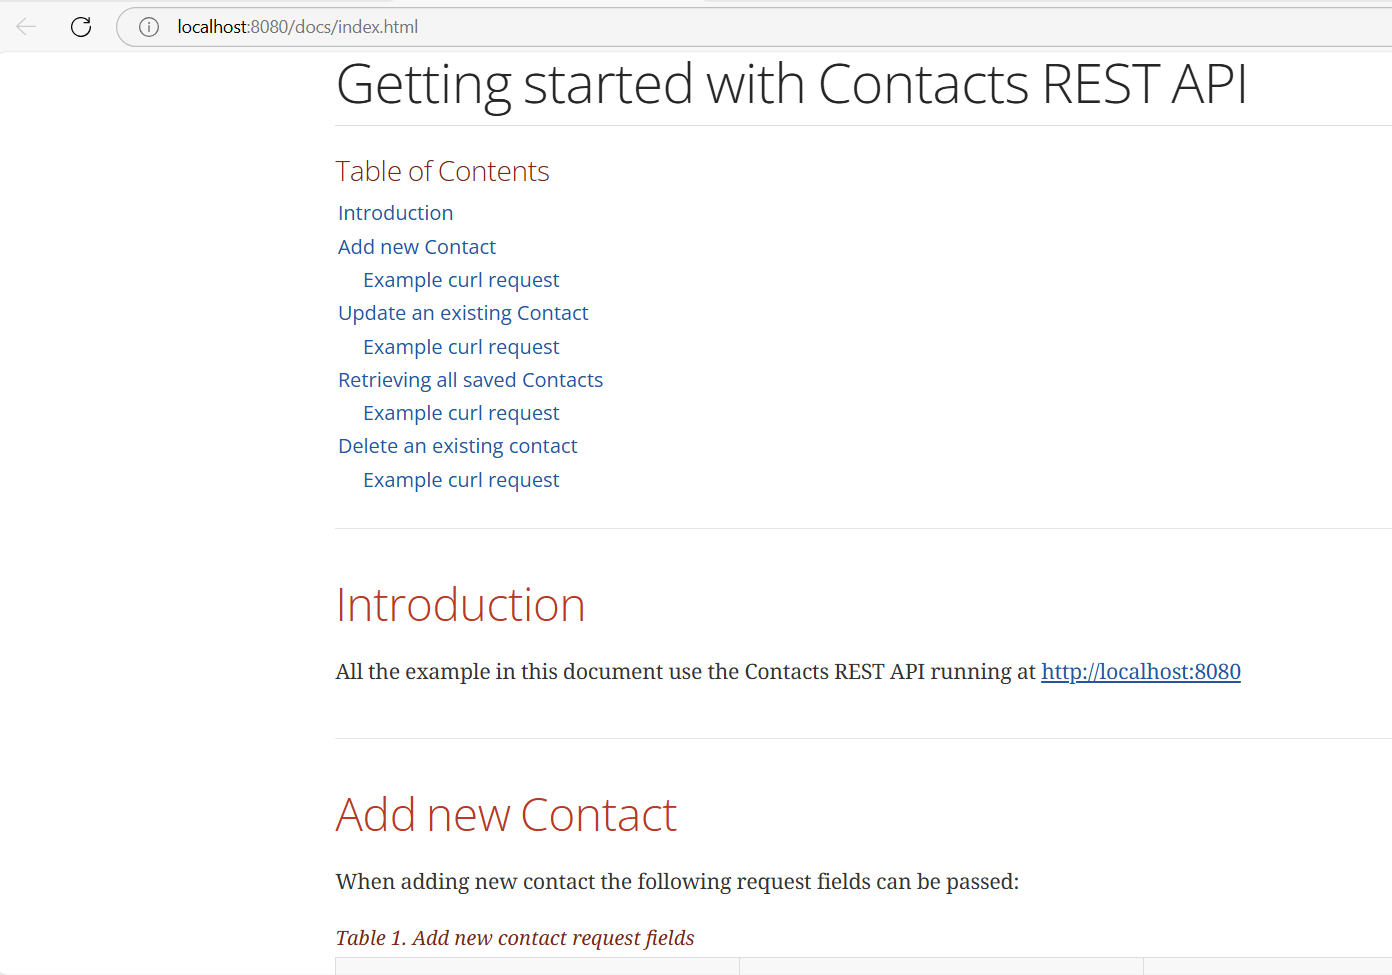 localhost:8080/docs/index.html
Getting started with Contacts REST API
Table of Contents
Introduction
Add new Contact
Example curl request
Update an existing Contact
Example curl request
Retrieving all saved Contacts
Example curl request
Delete an existing contact
Example curl request
Introduction
All the example in this document use the Contacts REST API running at http://localhost:8080
Add new Contact
When adding new contact the following request fields can be passed:
Table 1. Add new contact request fields